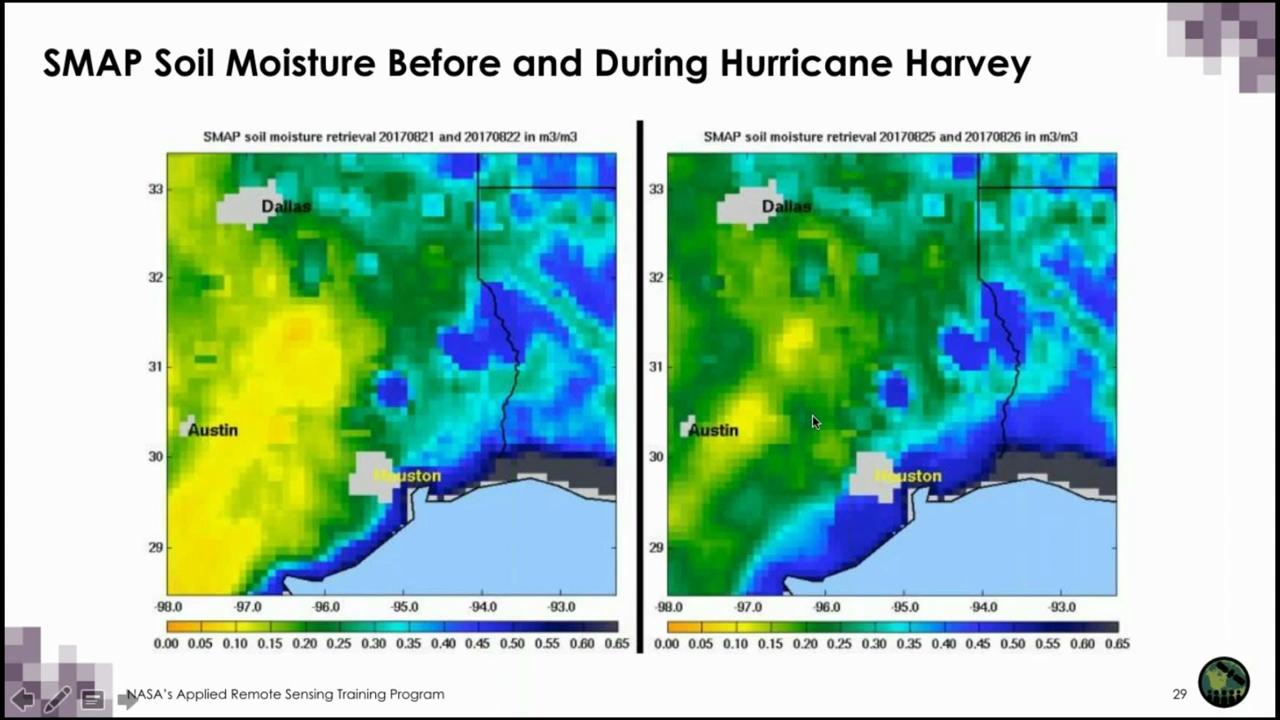 SMAP Soil Moisture Before and During Hurricane Harvey
SMAP soil moisture retrieval 20170821 and 20170822 in m3/m3
33
32
31
30
29
Dallas
Austin
Houston
-98.0 -97.0 -96.0 -95.0 -94.0 -93.0
0.00 0.05 0.10 0.15 0.20 0.25 0.30 0.35 0.40 0.45 0.50 0.55 0.60 0.65
SMAP soil moisture retrieval 20170825 and 20170826 in m3/m3
33
32
31
30
29
Dallas
Austin
Houston
-98.0 -97.0 -96.0 -95.0 -94.0 -93.0
0.00 0.05 0.10 0.15 0.20 0.25 0.30 0.35 0.40 0.45 0.50 0.55 0.60 0.65
NASA's Applied Remote Sensing Training Program
29